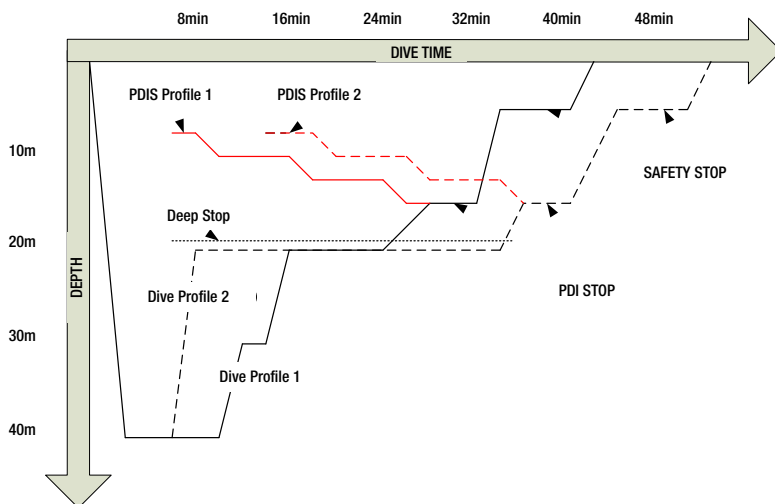 8min 16min 24min 32min 40min 48min
DIVE TIME
PDIS Profile 1 PDIS Profile 2
10m
SAFETY STOP
Deep Stop
20m
DEPTH
Dive Profile 2 PDI STOP
30m
Dive Profile 1
40m